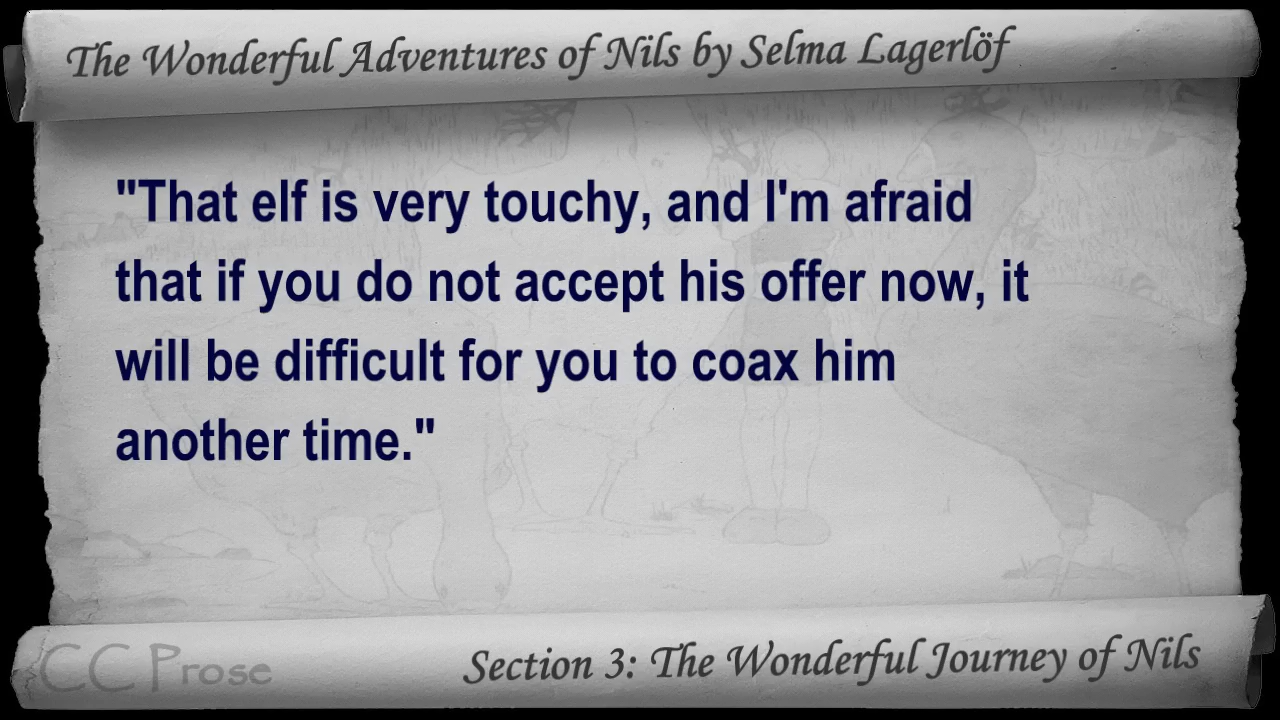 The Wonderful Adventures of Nils by Selma Lagerlöf
"That elf is very touchy, and I'm afraid
that if you do not accept his offer now, it
will be difficult for you to coax him
another time."
CC Prose
Section 3: The Wonderful Journey of Nils